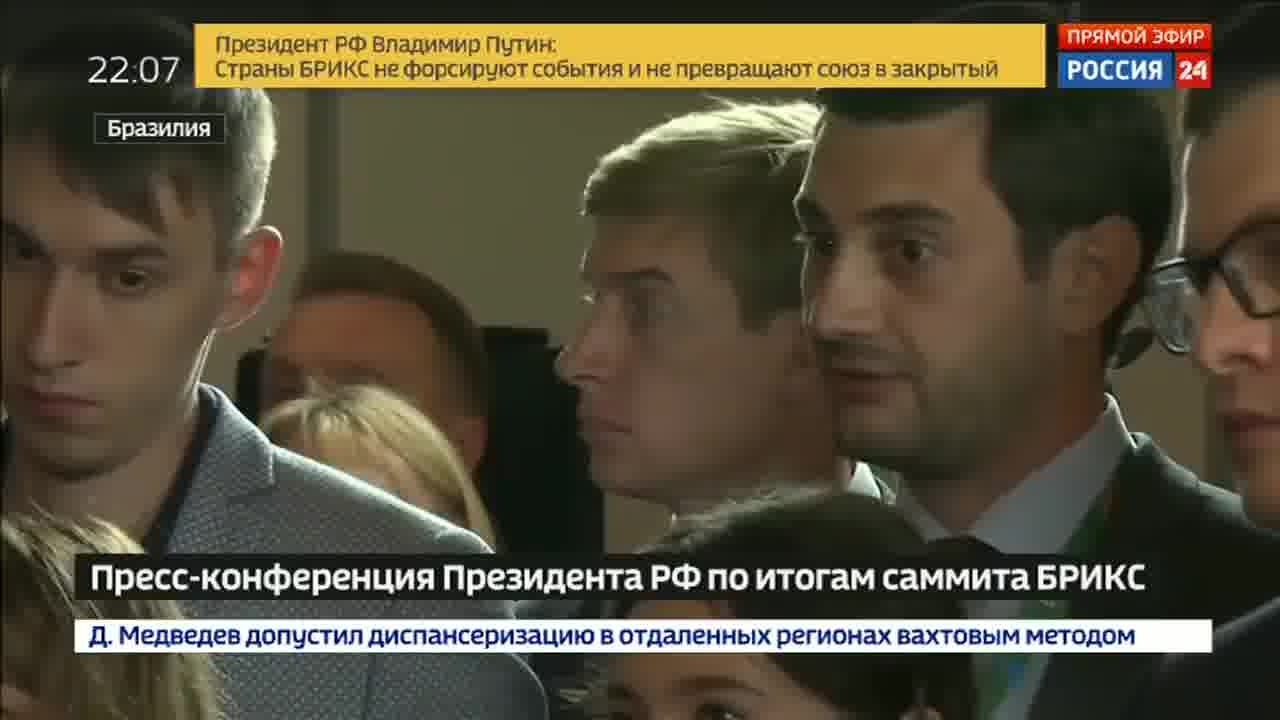 Президент РФ Владимир Путин:
Страны БРИКС не форсируют события и не превращают союз в закрытый
ПРЯМОЙ ЭФИР
РОССИЯ 24
22.07
Бразилия
Пресс-конференция Президента РФ по итогам саммита БРИКС
Д. Медведев допустил диспансеризацию в отдаленных регионах вахтовым методом